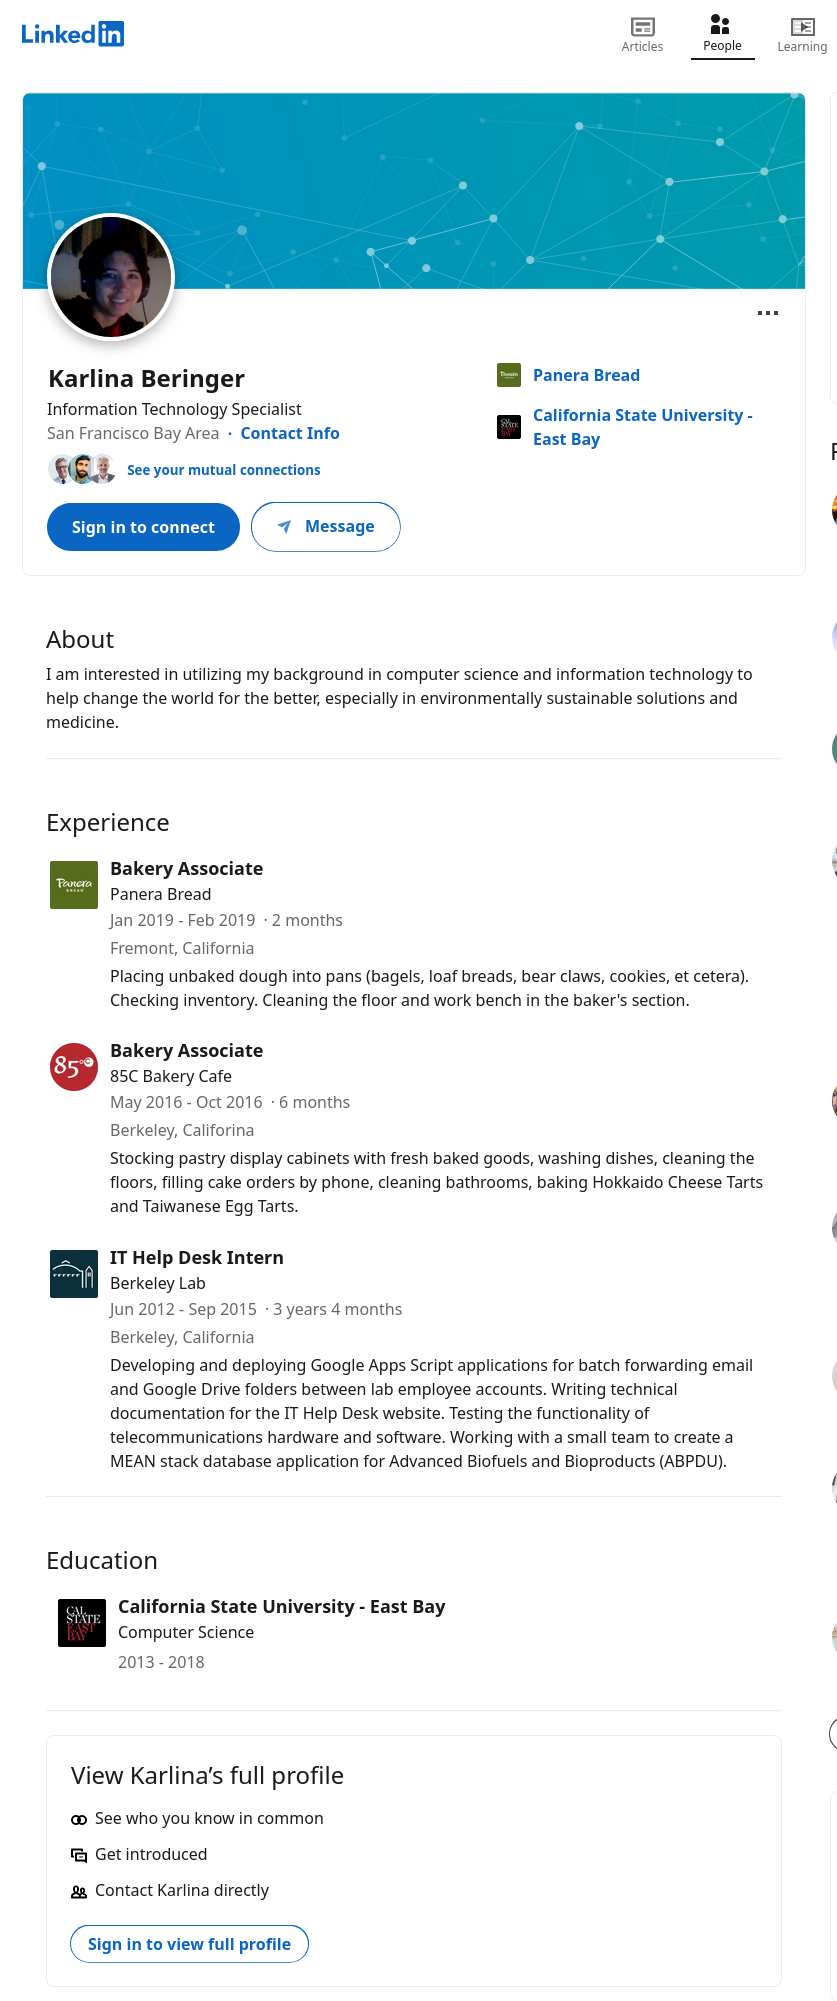 Linked in
Articles
People
Learning
Karlina Beringer
Information Technology Specialist
San Francisco Bay Area · Contact Info
See your mutual connections
Sign in to connect
Message
Panera Bread
California State University -
East Bay
About
I am interested in utilizing my background in computer science and information technology to
help change the world for the better, especially in environmentally sustainable solutions and
medicine.
Experience
Panera
BREAD
Bakery Associate
Panera Bread
Jan 2019 - Feb 2019 · 2 months
Fremont, California
Placing unbaked dough into pans (bagels, loaf breads, bear claws, cookies, et cetera).
Checking inventory. Cleaning the floor and work bench in the baker's section.
85°C
Bakery Associate
85C Bakery Cafe
May 2016 - Oct 2016 · 6 months
Berkeley, Califorina
Stocking pastry display cabinets with fresh baked goods, washing dishes, cleaning the
floors, filling cake orders by phone, cleaning bathrooms, baking Hokkaido Cheese Tarts
and Taiwanese Egg Tarts.
IT Help Desk Intern
Berkeley Lab
Jun 2012 - Sep 2015 · 3 years 4 months
Berkeley, California
Developing and deploying Google Apps Script applications for batch forwarding email
and Google Drive folders between lab employee accounts. Writing technical
documentation for the IT Help Desk website. Testing the functionality of
telecommunications hardware and software. Working with a small team to create a
MEAN stack database application for Advanced Biofuels and Bioproducts (ABPDU).
Education
CAL
STATE
EAST
BAY
California State University - East Bay
Computer Science
2013 - 2018
View Karlina’s full profile
See who you know in common
Get introduced
Contact Karlina directly
Sign in to view full profile